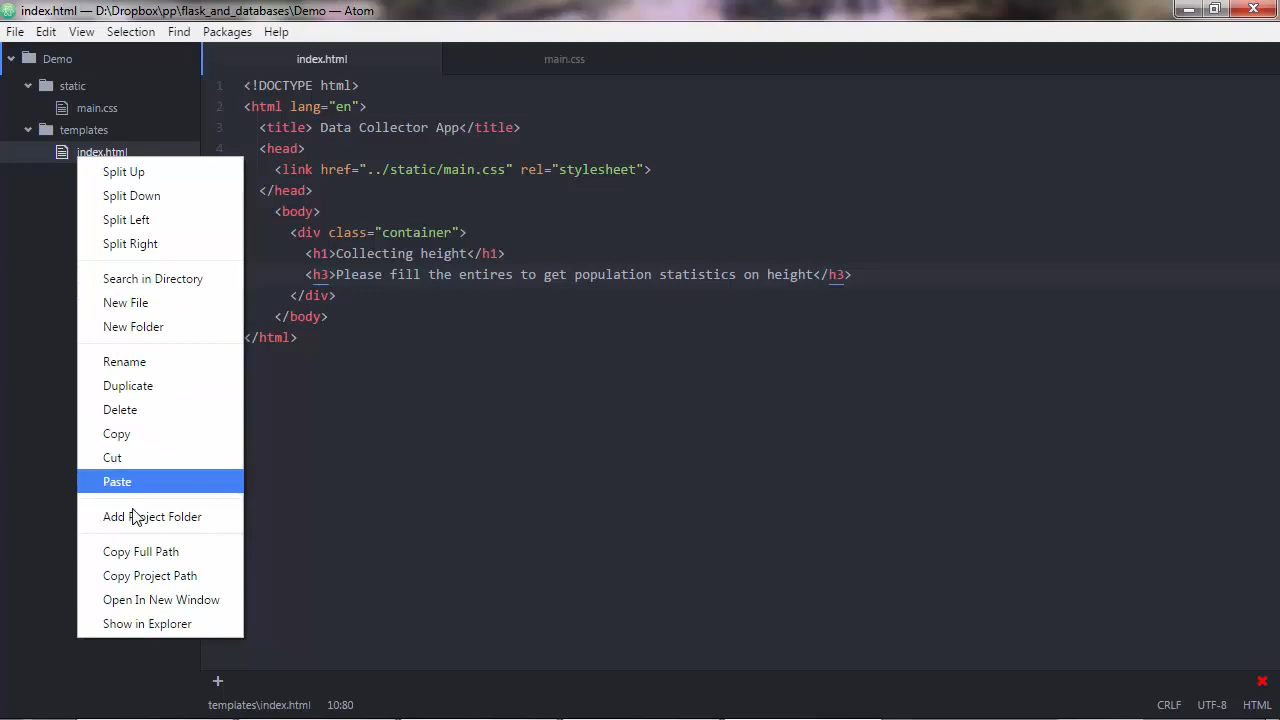 index.html — D:\Dropbox\pp\flask_and_databases\Demo — Atom
File Edit View Selection Find Packages Help
Demo
static
main.css
templates
index.html
Split Up
Split Down
Split Left
Split Right
Search in Directory
New File
New Folder
Rename
Duplicate
Delete
Copy
Cut
Paste
Add Project Folder
Copy Full Path
Copy Project Path
Open In New Window
Show in Explorer
index.html main.css
1 <!DOCTYPE html>
2 <html lang="en">
3 <title> Data Collector App</title>
4 <head>
<link href="../static/main.css" rel="stylesheet">
</head>
<body>
<div class="container">
<h1>Collecting height</h1>
<h3>Please fill the entires to get population statistics on height</h3>
</div>
</body>
</html>
+
templates\index.html 10:80 CRLF UTF-8 HTML